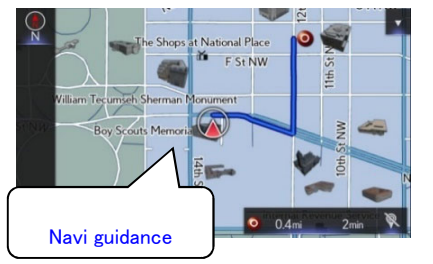 N
12th
The Shops at National Place
F St NW
11th St NW
William Tecumseh Sherman Monument
Boy Scouts Memorial
14th S
10th St NW
N
0.4mi
2min
Navi guidance